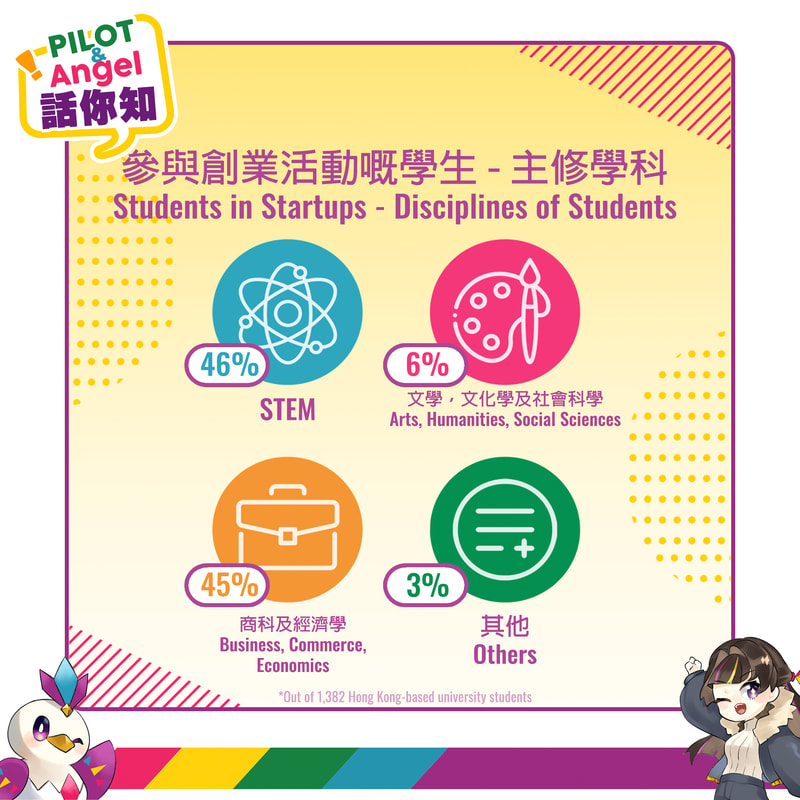 PILOT
&
Angel
話你知
參與創業活動嘅學生 - 主修學科
Students in Startups - Disciplines of Students
46%
STEM
6%
文學，文化學及社會科學
Arts, Humanities, Social Sciences
45%
商科及經濟學
Business, Commerce,
Economics
3%
其他
Others
*Out of 1,382 Hong Kong-based university students